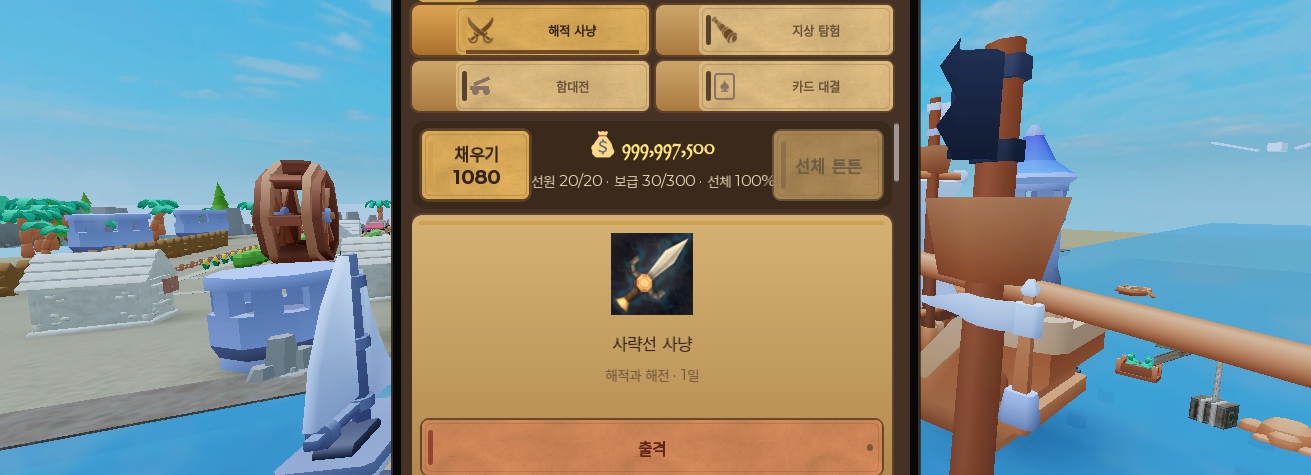 해적 사냥
지상 탐험
함대전
카드 대결
채우기
1080
999,997,500
선원 20/20 · 보급 30/300 · 선체 100%
선체 튼튼
사략선 사냥
해적과 해전 · 1일
출격